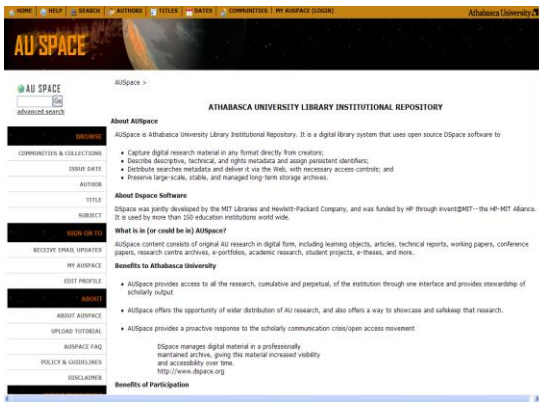 HOME HELP SEARCH AUTHORS TITLES DATES COMMUNITIES MY AUSPACE (LOGIN) Athabasca University
AU SPACE
AU SPACE
Go
advanced search
BROWSE
COMMUNITIES & COLLECTIONS
ISSUE DATE
AUTHOR
TITLE
SUBJECT
SIGN ON TO
RECEIVE EMAIL UPDATES
MY AUSPACE
EDIT PROFILE
ABOUT
ABOUT AUSPACE
UPLOAD TUTORIAL
AUSPACE FAQ
POLICY & GUIDELINES
DISCLAIMER
AUSpace >
ATHABASCA UNIVERSITY LIBRARY INSTITUTIONAL REPOSITORY
About AUSpace
AUSpace is Athabasca University Library Institutional Repository. It is a digital library system that uses open source DSpace software to
• Capture digital research material in any format directly from creators;
• Describe descriptive, technical, and rights metadata and assign persistent identifiers;
• Distribute searches metadata and deliver it via the Web, with necessary access controls; and
• Preserve large-scale, stable, and managed long-term storage archives.
About Dspace Software
DSpace was jointly developed by the MIT Libraries and Hewlett-Packard Company, and was funded by HP through invent@MIT--the HP-MIT Alliance.
It is used by more than 150 education institutions world wide.
What is in (or could be in) AUSpace?
AUSpace content consists of original AU research in digital form, including learning objects, articles, technical reports, working papers, conference
papers, research centre archives, e-portfolios, academic research, student projects, e-theses, and more.
Benefits to Athabasca University
• AUSpace provides access to all the research, cumulative and perpetual, of the institution through one interface and provides stewardship of
scholarly output
• AUSpace offers the opportunity of wider distribution of AU research, and also offers a way to showcase and safekeep that research.
• AUSpace provides a proactive response to the scholarly communication crisis/open access movement
DSpace manages digital material in a professionally
maintained archive, giving this material increased visibility
and accessibility over time.
http://www.dspace.org
Benefits of Participation